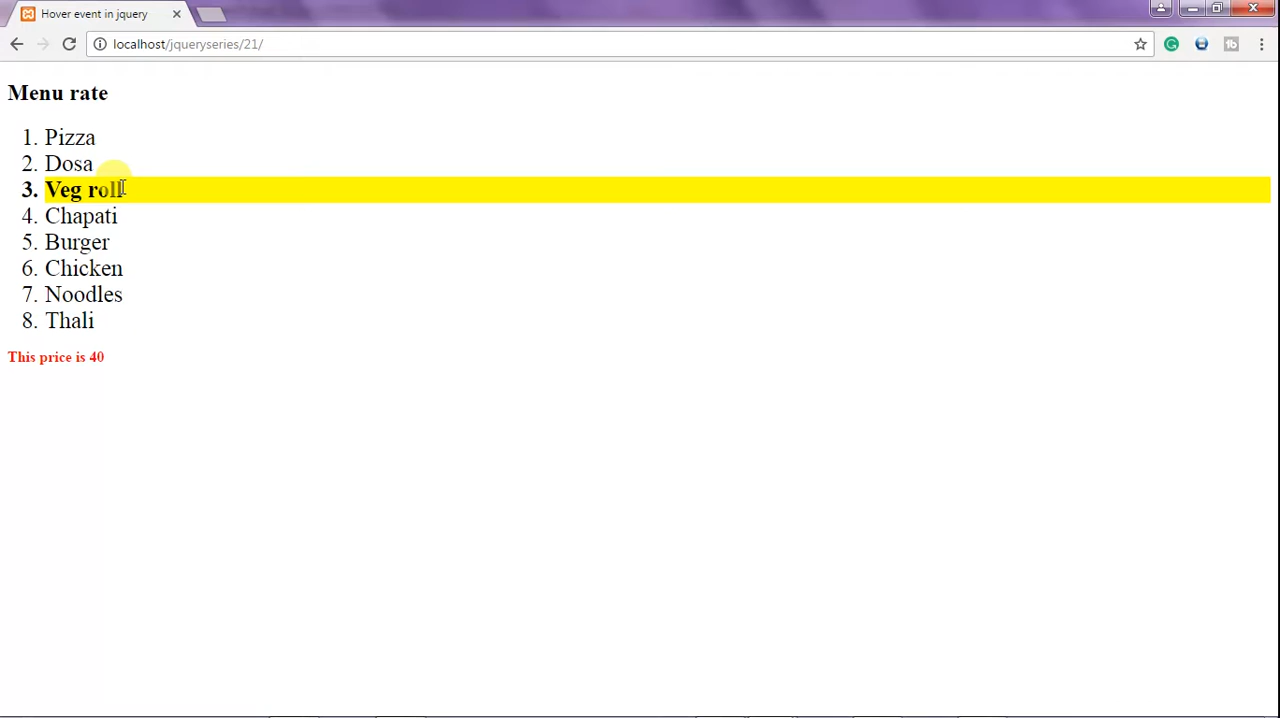 Hover event in jquery
localhost/jqueryseries/21/
Menu rate
1. Pizza
2. Dosa
3. Veg roll
4. Chapati
5. Burger
6. Chicken
7. Noodles
8. Thali
This price is 40